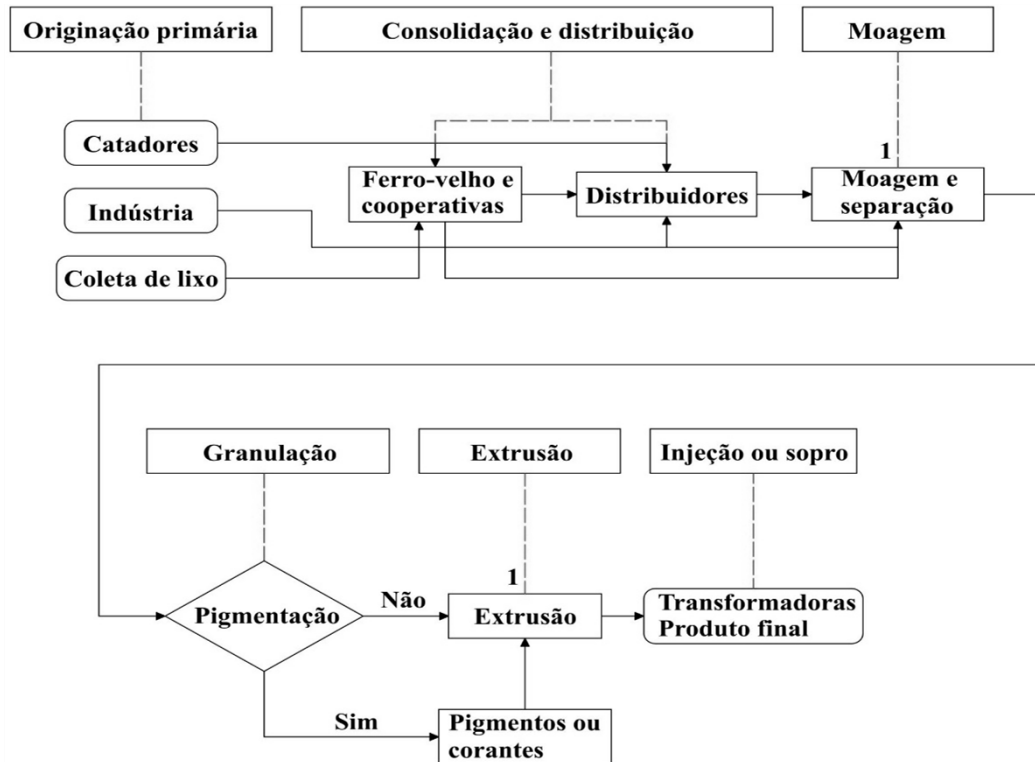 Originação primária
Consolidação e distribuição
Moagem
Catadores
1
Ferro-velho e
cooperativas
Distribuidores
Moagem e
separação
Indústria
Coleta de lixo
Granulação
Extrusão
Injeção ou sopro
1
Pigmentação
Não
Extrusão
Transformadoras
Produto final
Sim
Pigmentos ou
corantes